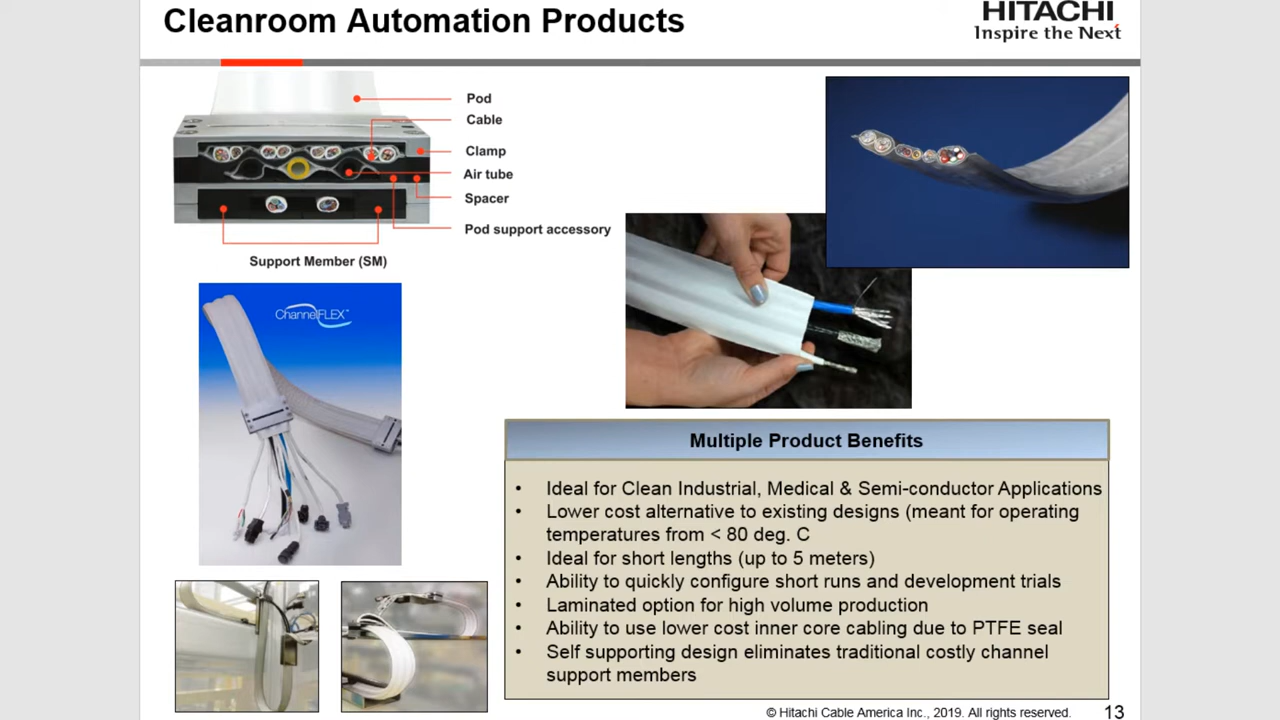 Cleanroom Automation Products
HITACHI
Inspire the Next
Pod
Cable
Clamp
Air tube
Spacer
Pod support accessory
Support Member (SM)
ChannelFLEX™
Multiple Product Benefits
• Ideal for Clean Industrial, Medical & Semi-conductor Applications
• Lower cost alternative to existing designs (meant for operating
temperatures from < 80 deg. C
• Ideal for short lengths (up to 5 meters)
• Ability to quickly configure short runs and development trials
• Laminated option for high volume production
• Ability to use lower cost inner core cabling due to PTFE seal
• Self supporting design eliminates traditional costly channel
support members
© Hitachi Cable America Inc., 2019. All rights reserved.
13